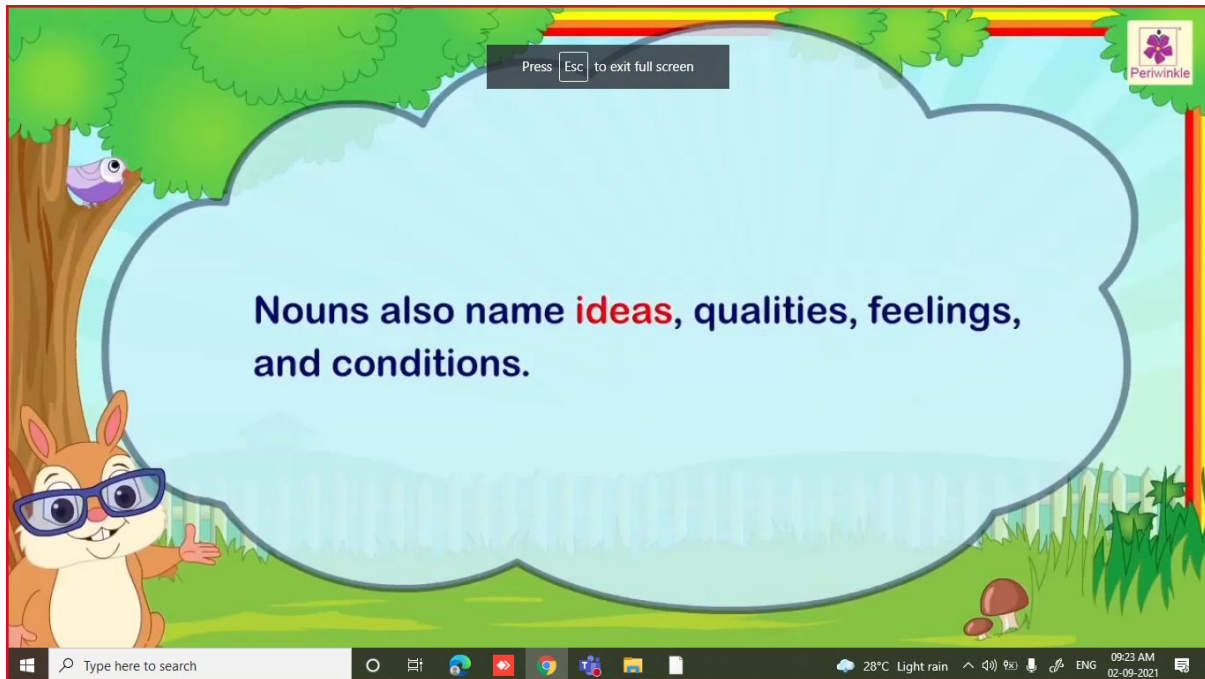 Press Esc to exit full screen
Periwinkle
Nouns also name ideas, qualities, feelings,
and conditions.
Type here to search
28°C Light rain
ENG
09:23 AM
02-09-2021